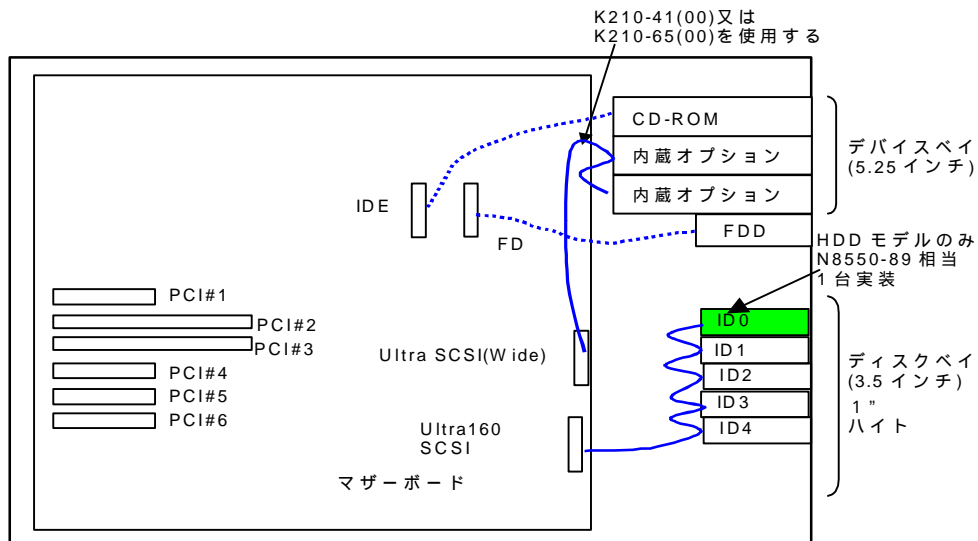 K210-41(00)又は
K210-65(00)を使用する
CD-ROM
内蔵オプション
内蔵オプション
デバイスベイ
(5.25インチ)
IDE
FD
FDD
HDDモデルのみ
N8550-89相当
1台実装
PCI#1
PCI#2
PCI#3
PCI#4
PCI#5
PCI#6
Ultra SCSI(Wide)
Ultra160
SCSI
マザーボード
ID0
ID1
ID2
ID3
ID4
ディスクベイ
(3.5インチ)
1”
ハイト